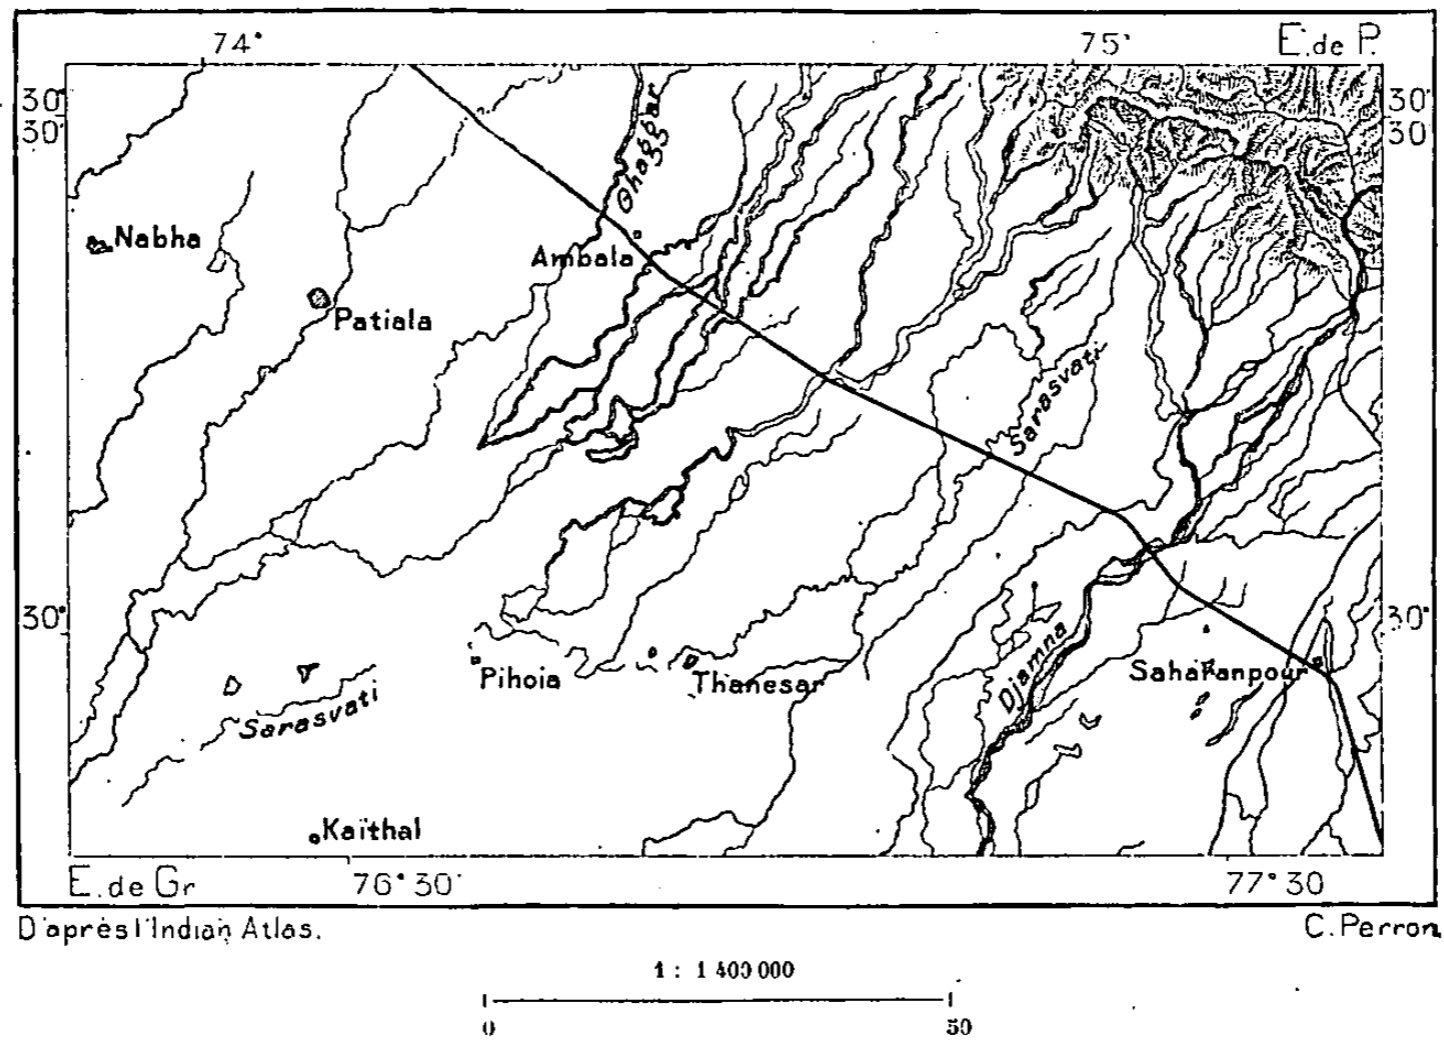 74° 75° E. de P.
30° 30'
30° 30'
Ghaggar
Nabha
Ambala
Patiala
Sarasvati
30°
30°
Djamna
Pihoia
Thanesar
Saharanpour
Sarasvati
Kaïthal
E. de Gr 76°30' 77°30
D'après l'Indian Atlas. C. Perron
1 : 1 400 000
0 50